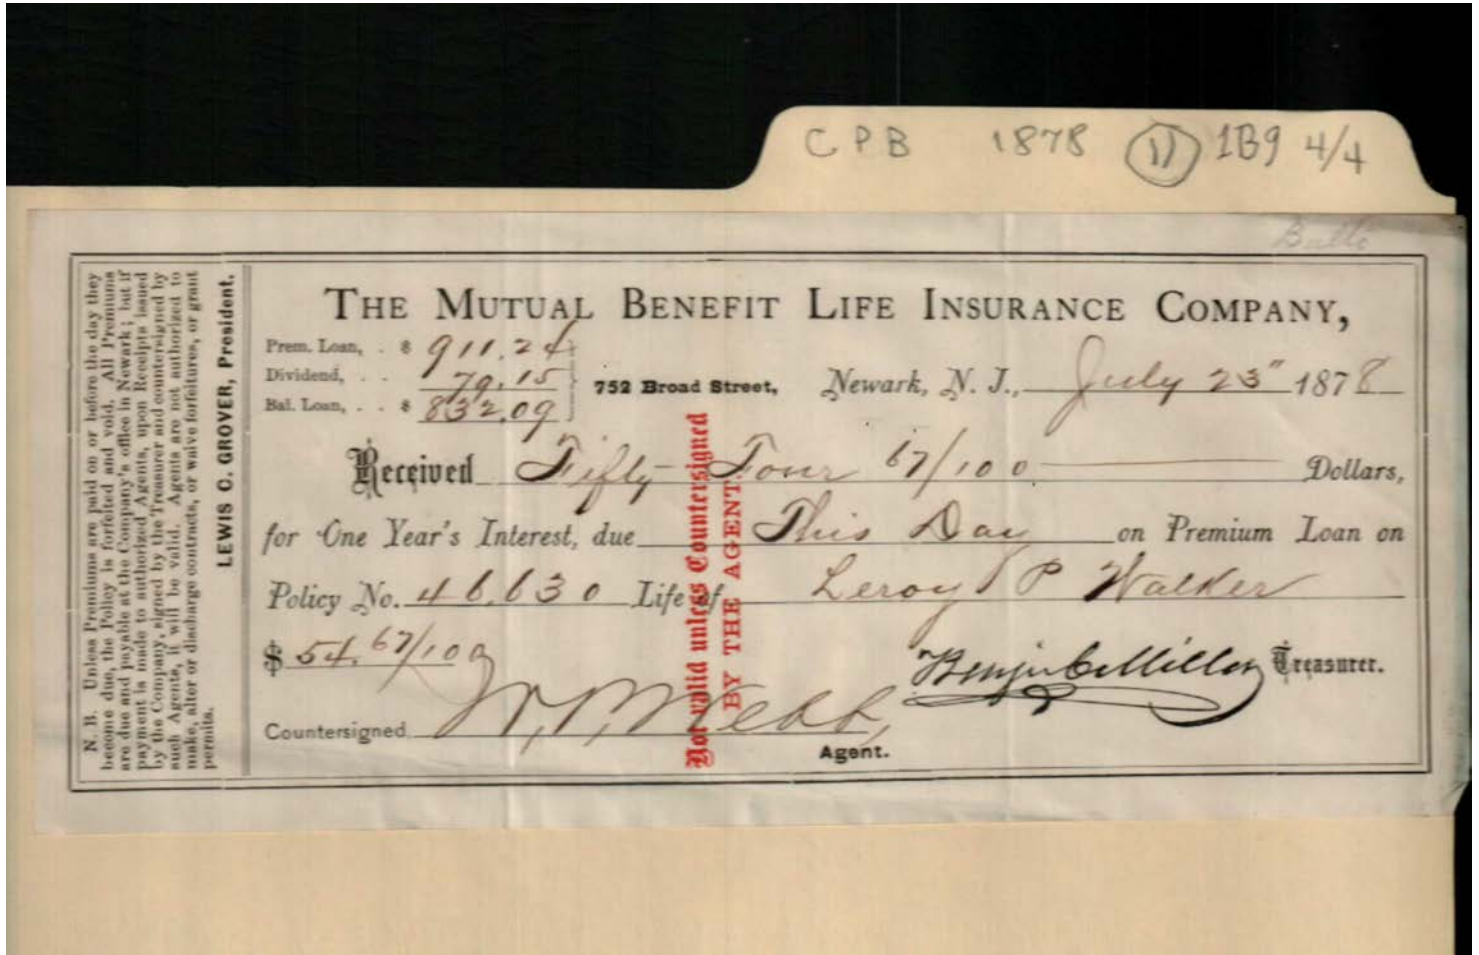 CPB 1878 11 1B9 4/4
Balto
THE MUTUAL BENEFIT LIFE INSURANCE COMPANY,
Prem. Loan, . $ 911.24
Dividend, . . 79.15
Bal. Loan, . . $ 832.09
752 Broad Street, Newark, N. J., July 23" 1878
Received Fifty Four 67/100 Dollars,
for One Year's Interest, due This Day on Premium Loan on
Policy No. 46.630 Life of Leroy P Walker
$ 54.67/100
Treasurer.
Countersigned W. P. Webb,
Agent.
Not valid unless Countersigned
BY THE AGENT.
N. B. Unless Premiums are paid on or before the day they
become due, the Policy is forfeited and void. All Premiums
are due and payable at the Company's office in Newark; but if
payment is made to authorized Agents, upon Receipts issued
by the Company, signed by the Treasurer and countersigned by
such Agents, it will be valid. Agents are not authorized to
make, alter or discharge contracts, or waive forfeitures, or grant
permits.
LEWIS C. GROVER, President.